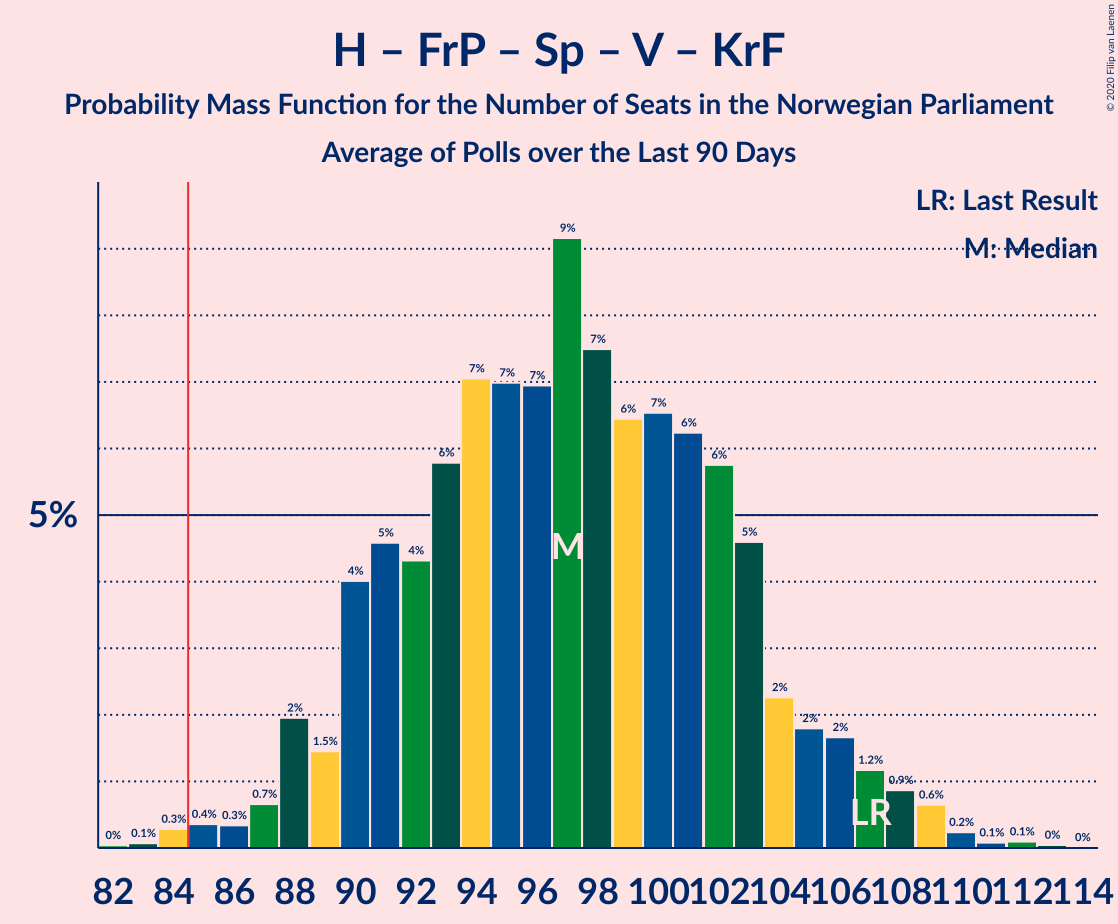 H – FrP – Sp – V – KrF
Probability Mass Function for the Number of Seats in the Norwegian Parliament
Average of Polls over the Last 90 Days
© 2020 Filip van Laenen
LR: Last Result
M: Median
5%
0% 0.1% 0.3% 0.4% 0.3% 0.7% 2% 1.5% 4% 5% 4% 6% 7% 7% 7% 9% 7% 6% 7% 6% 6% 5% 2% 2% 2% 1.2% 0.9% 0.6% 0.2% 0.1% 0.1% 0% 0%
M
LR
82 84 86 88 90 92 94 96 98 100 102 104 106 108 110 112 114